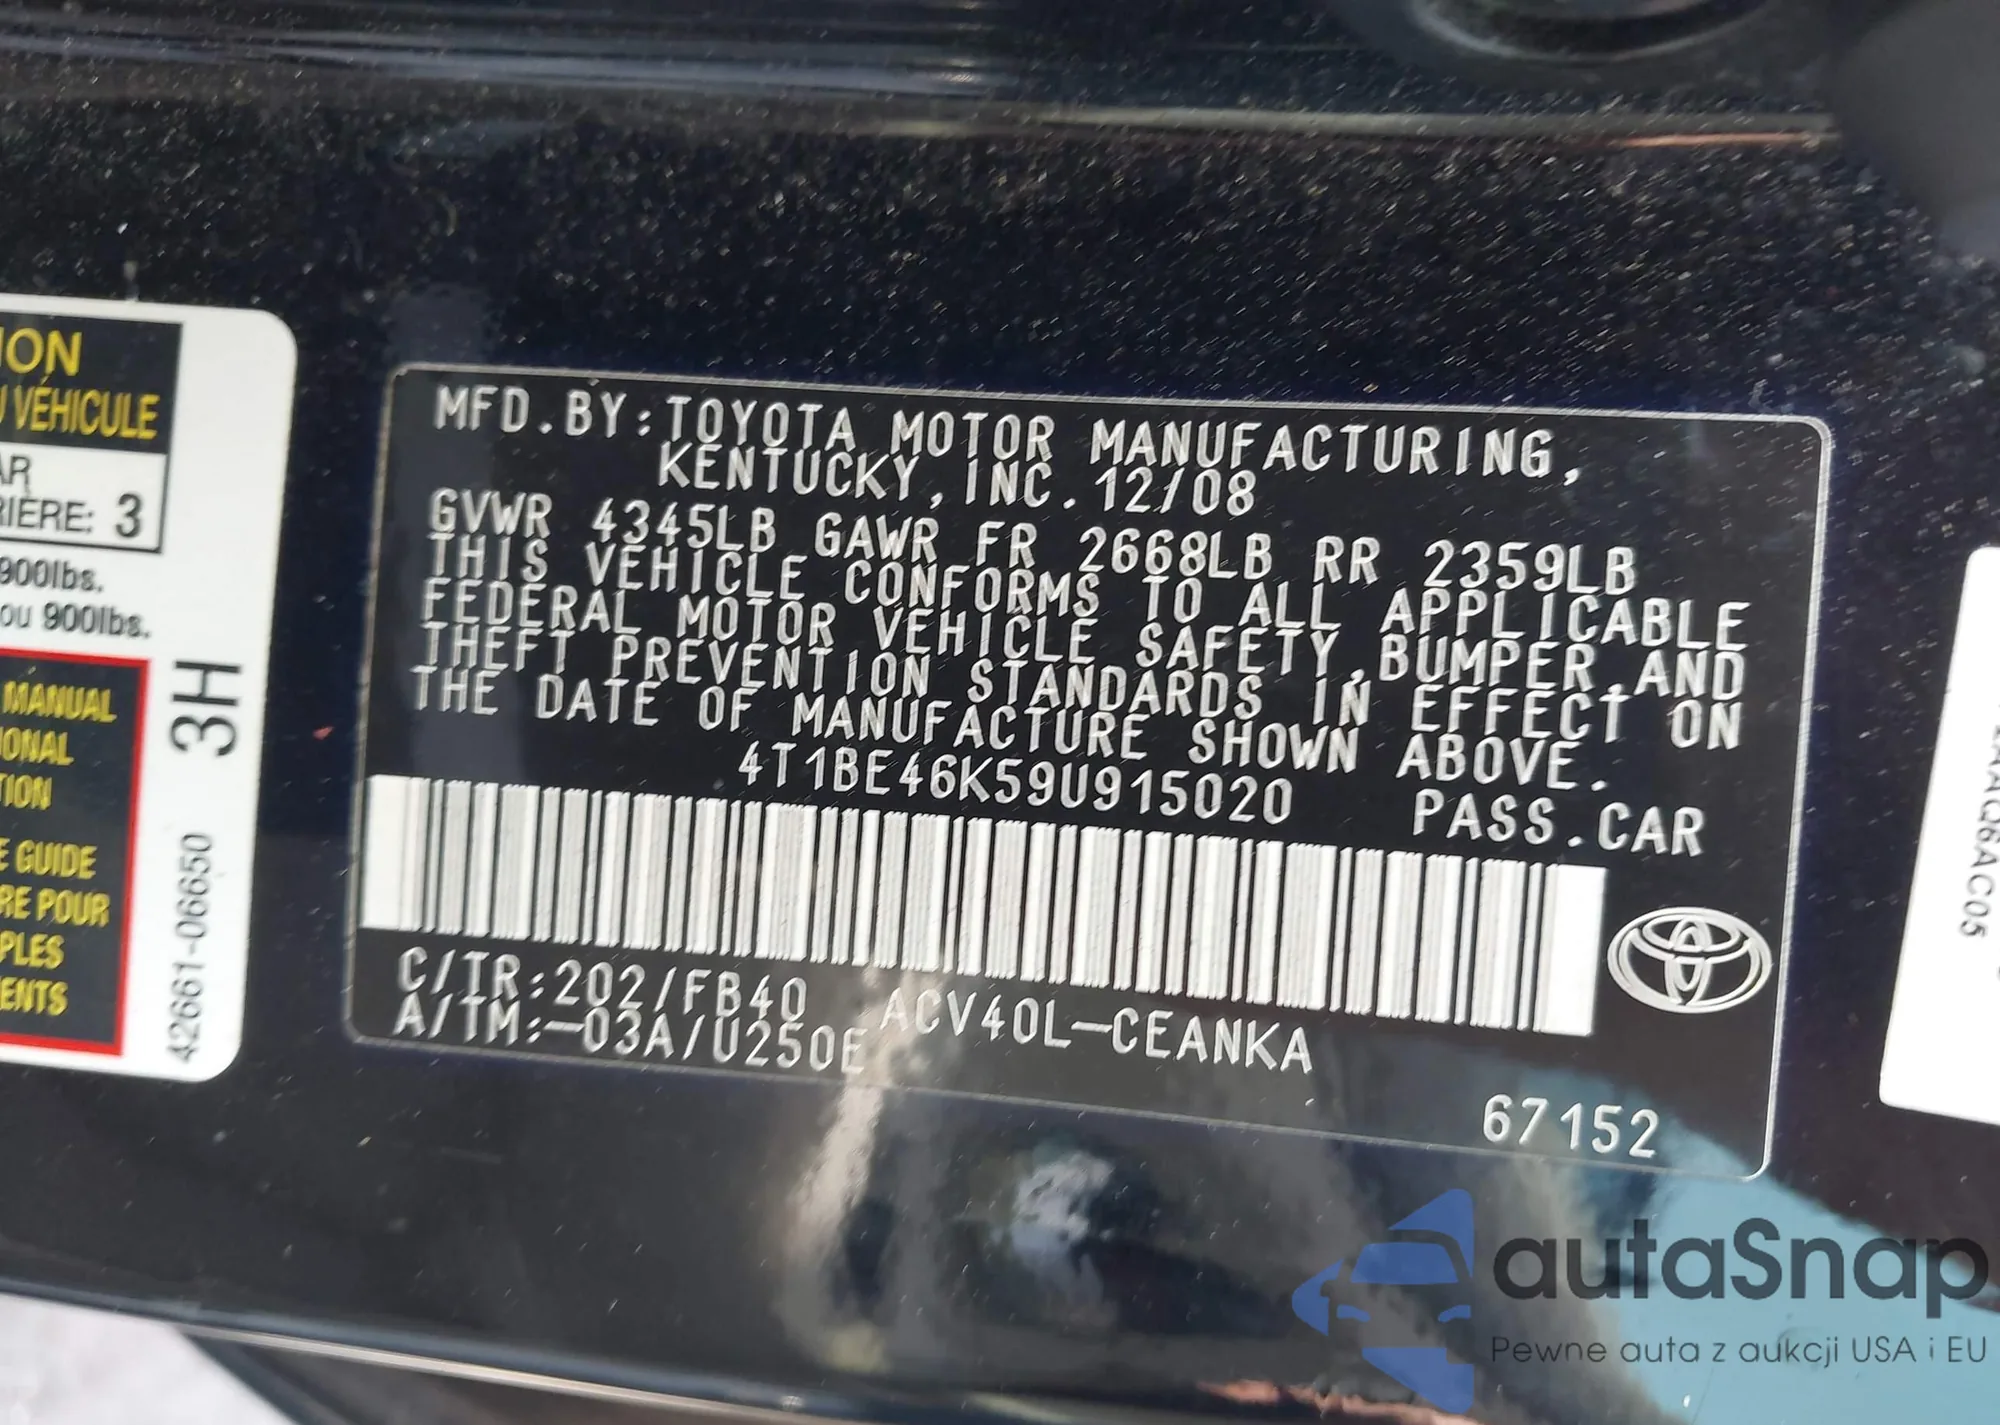 ION
U VÉHICULE
AR
RIÈRE: 3
900lbs.
ou 900lbs.
MANUAL
IONAL
TION
E GUIDE
RE POUR
PLES
ENTS
3H
42661-06650
MFD.BY:TOYOTA MOTOR MANUFACTURING,
KENTUCKY,INC.12/08
GVWR 4345LB GAWR FR 2668LB RR 2359LB
THIS VEHICLE CONFORMS TO ALL APPLICABLE
FEDERAL MOTOR VEHICLE SAFETY,BUMPER,AND
THEFT PREVENTION STANDARDS IN EFFECT ON
THE DATE OF MANUFACTURE SHOWN ABOVE.
4T1BE46K59U915020 PASS.CAR
C/TR:202/FB40 ACV40L-CEANKA
A/TM:-03A/U250E
67152
AAQ6AC05
autaSnap
Pewne auta z aukcji USA i EU